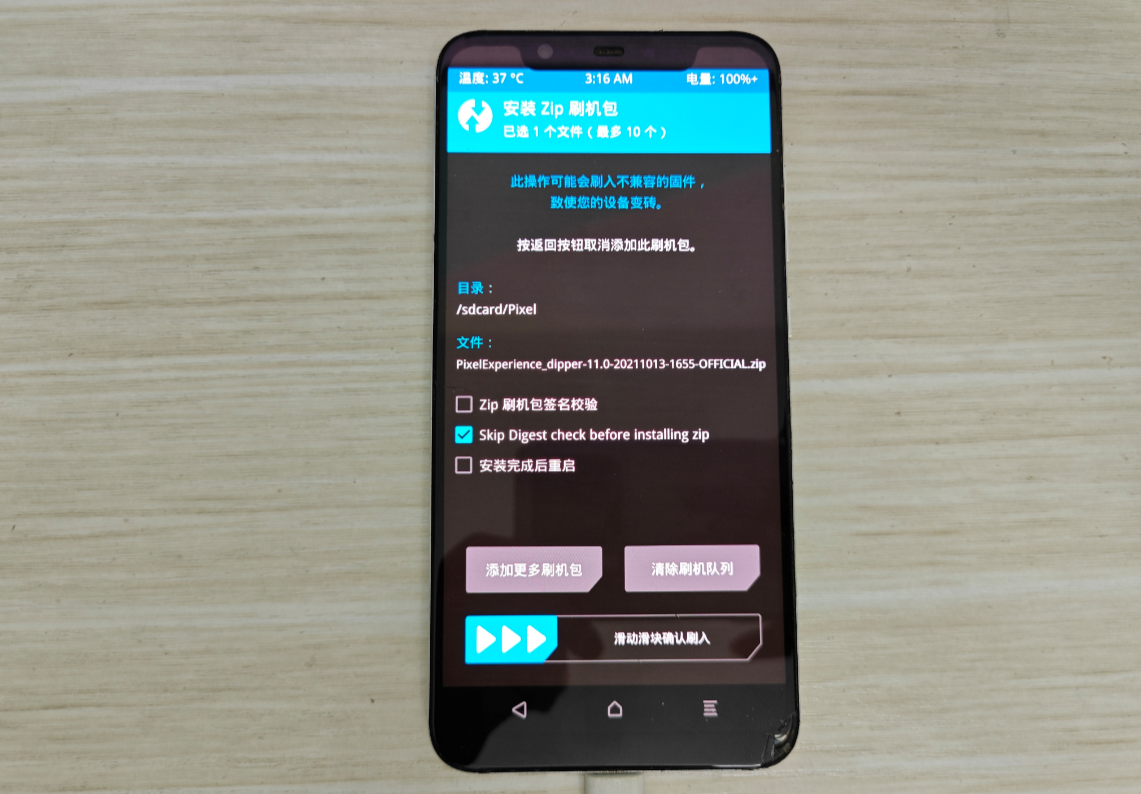 温度: 37 °C 3:16 AM 电量: 100%+
安装 Zip 刷机包
已选 1 个文件 ( 最多 10 个 )
此操作可能会刷入不兼容的固件，
致使您的设备变砖。
按返回按钮取消添加此刷机包。
目录：
/sdcard/Pixel
文件：
PixelExperience_dipper-11.0-20211013-1655-OFFICIAL.zip
Zip 刷机包签名校验
Skip Digest check before installing zip
安装完成后重启
添加更多刷机包 清除刷机队列
滑动滑块确认刷入